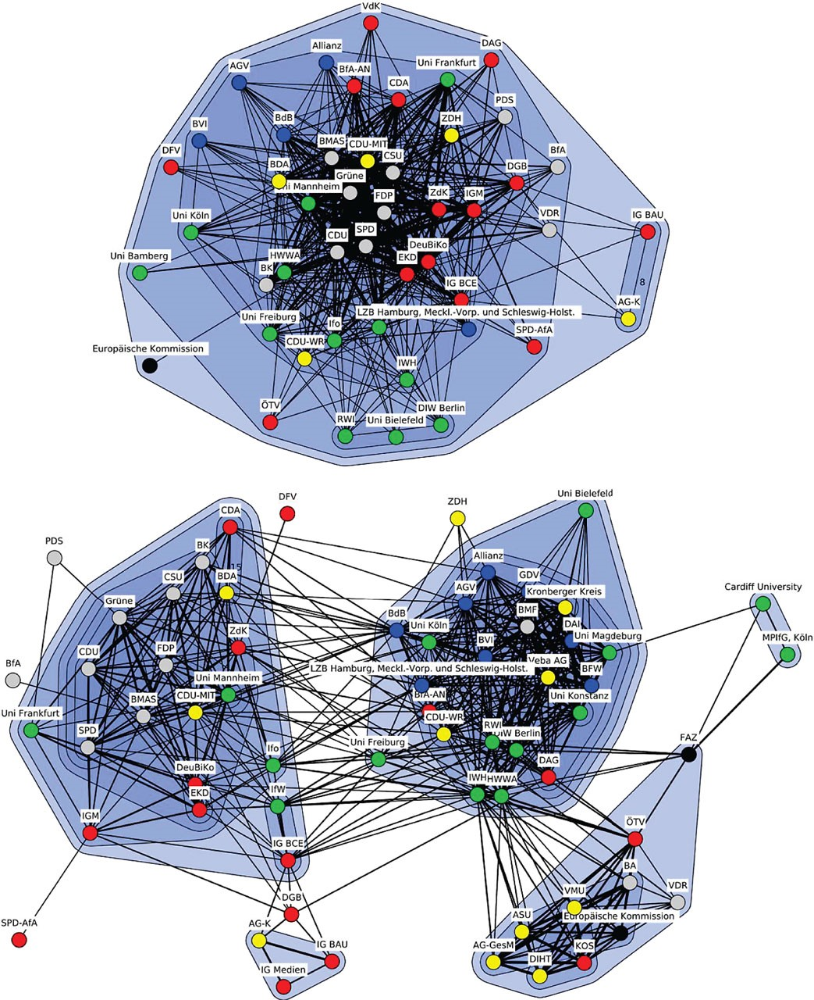 VdK
DAG
Allianz
Uni Frankfurt
AGV
BfA-AN
CDA
PDS
BdB
ZDH
BVI
BMAS
CDU-MIT
DFV
CSU
BfA
BDA
DGB
Grüne
Uni Mannheim
FDP
ZdK
IGM
Uni Köln
VDR
IG BAU
CDU
SPD
DeuBiKo
Uni Bamberg
HWWA
EKD
BK
IG BCE
8
AG-K
LZB Hamburg, Meckl.-Vorp. und Schleswig-Holst.
Uni Freiburg
Ifo
SPD-AfA
CDU-WR
Europäische Kommission
IWH
ÖTV
DIW Berlin
RWI
Uni Bielefeld
DFV
Uni Bielefeld
ZDH
CDA
PDS
BK
15
Allianz
CSU
BDA
GDV
AGV
Kronberger Kreis
Cardiff University
Grüne
BMF
BdB
Uni Köln
DAI
ZdK
Uni Magdeburg
MPIfG, Köln
CDU
FDP
BVI
BfA
Veba AG
LZB Hamburg, Meckl.-Vorp. und Schleswig-Holst.
BFW
Uni Mannheim
BMAS
CDU-MIT
BfA-AN
Uni Konstanz
Uni Frankfurt
CDU-WR
SPD
RWI
DIW Berlin
FAZ
Uni Freiburg
Ifo
DeuBiKo
DAG
IWH
HWWA
EKD
IfW
IGM
ÖTV
IG BCE
BA
VDR
VMU
DGB
Europäische Kommission
SPD-AfA
AG-K
ASU
IG BAU
AG-GesM
KOS
DIHT
IG Medien